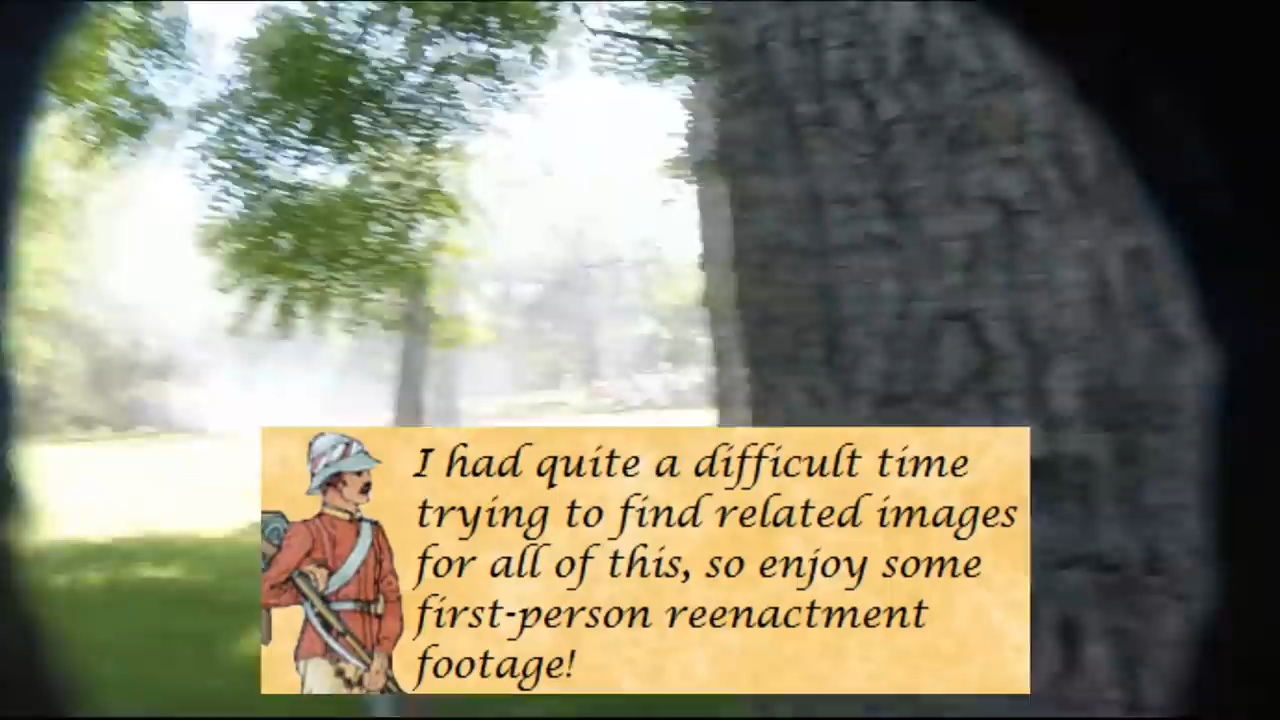 I had quite a difficult time
trying to find related images
for all of this, so enjoy some
first-person reenactment
footage!